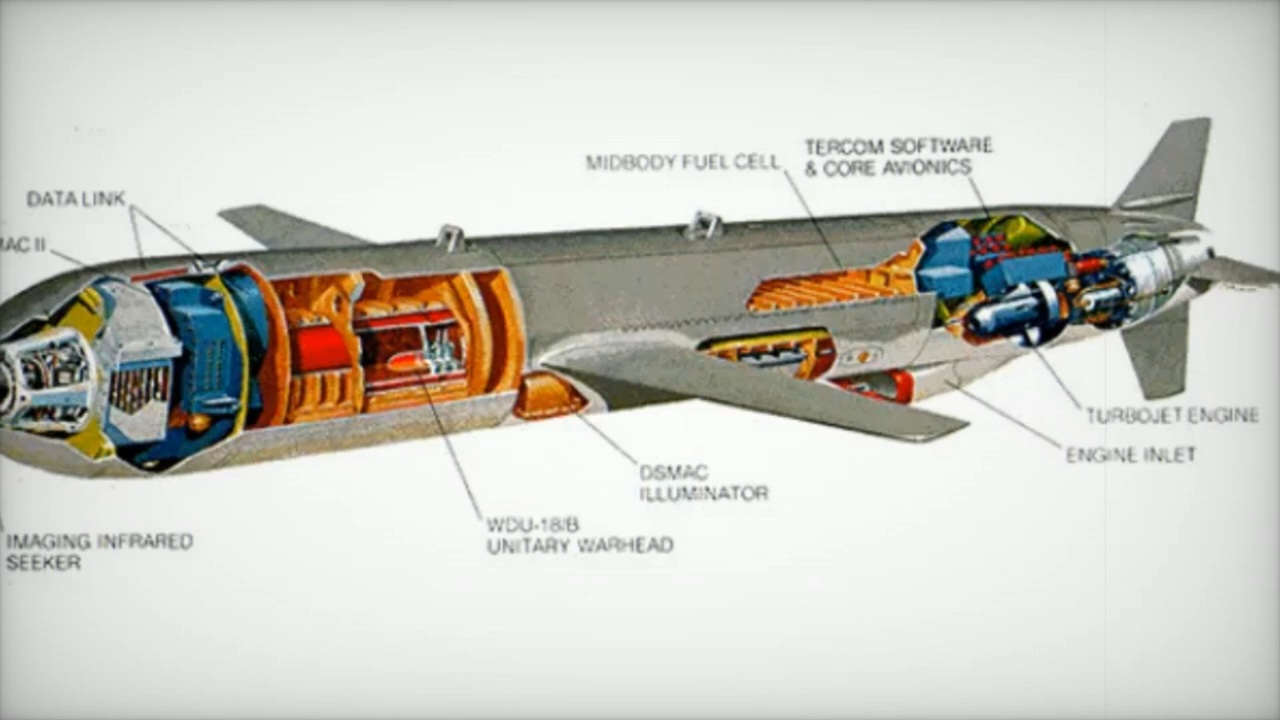 MIDBODY FUEL CELL
TERCOM SOFTWARE
& CORE AVIONICS
DATA LINK
MAC II
TURBOJET ENGINE
ENGINE INLET
DSMAC
ILLUMINATOR
WDU-18/B
UNITARY WARHEAD
IMAGING INFRARED
SEEKER